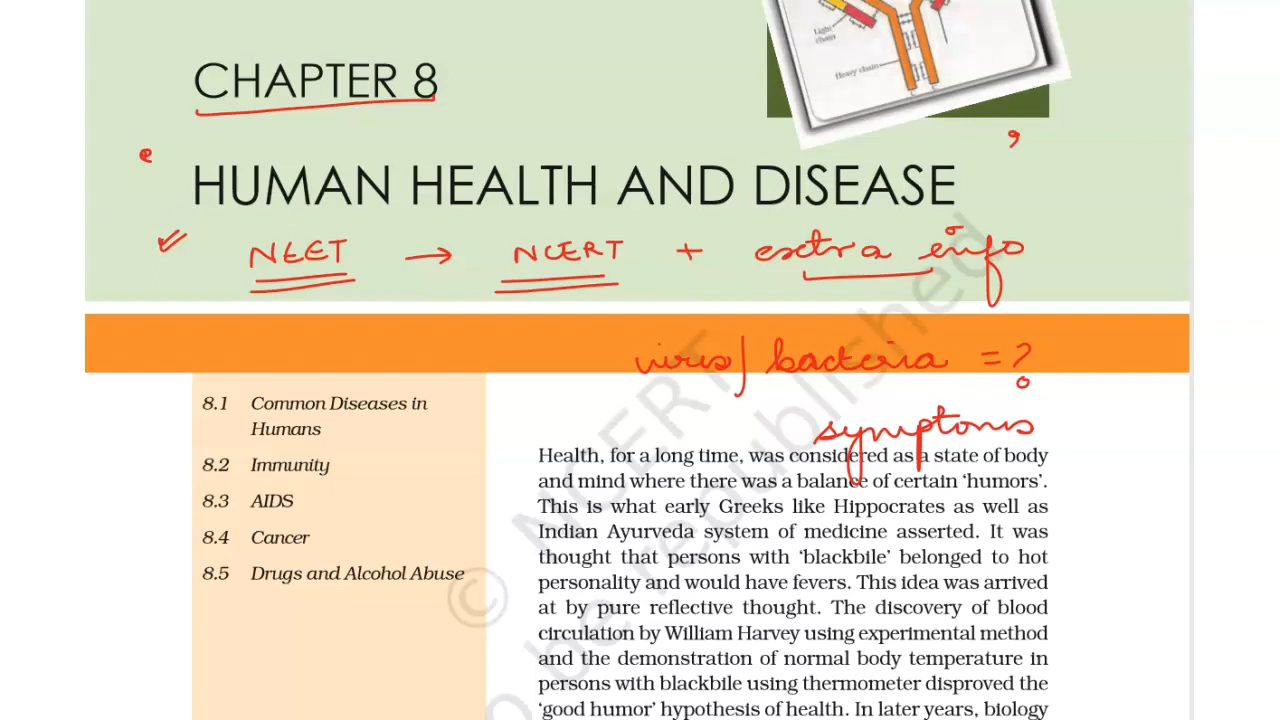 Light
chain
Heavy chain
CHAPTER 8
HUMAN HEALTH AND DISEASE
NEET → NCERT + extra info
virus/bacteria = ?
symptoms
8.1 Common Diseases in
Humans
8.2 Immunity
8.3 AIDS
8.4 Cancer
8.5 Drugs and Alcohol Abuse
Health, for a long time, was considered as a state of body
and mind where there was a balance of certain ‘humors’.
This is what early Greeks like Hippocrates as well as
Indian Ayurveda system of medicine asserted. It was
thought that persons with ‘blackbile’ belonged to hot
personality and would have fevers. This idea was arrived
at by pure reflective thought. The discovery of blood
circulation by William Harvey using experimental method
and the demonstration of normal body temperature in
persons with blackbile using thermometer disproved the
‘good humor’ hypothesis of health. In later years, biology
© NCERT
o be republished